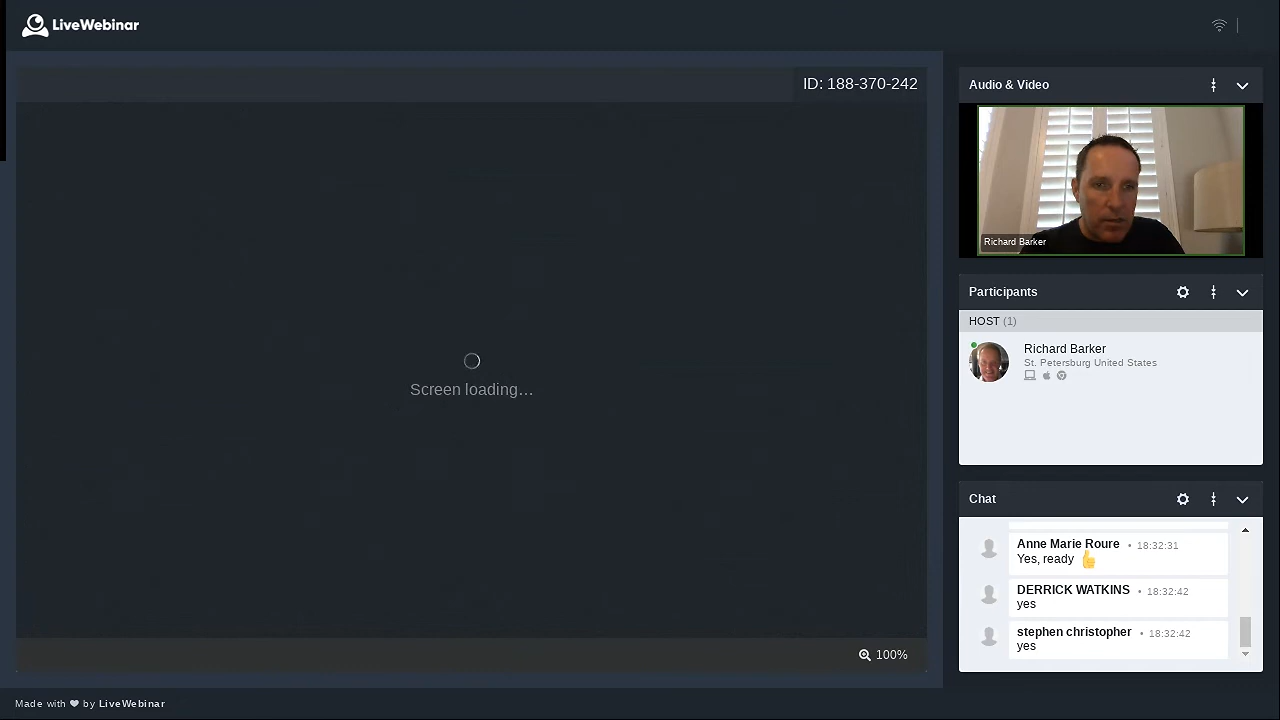 LiveWebinar
ID: 188-370-242
Screen loading...
100%
Made with by LiveWebinar
Audio & Video
Richard Barker
Participants
HOST (1)
Richard Barker
St. Petersburg United States
Chat
Anne Marie Roure • 18:32:31
Yes, ready 👍
DERRICK WATKINS • 18:32:42
yes
stephen christopher • 18:32:42
yes